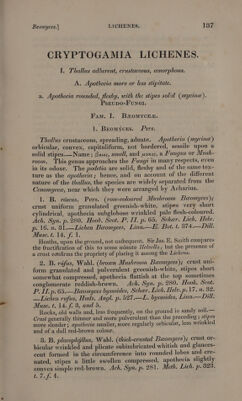 Bæomyces.] LICHENES. 137
CRYPTOGAMIA LICHENES.
I. Thallus adherent, crustaceous, amorphous.
A. Apothecia more or less stipitate.
a. Apothecia rounded, fleshy, with the stipes solid (mycinæ).
PSEUDO-FUNGI.
FAM. I. BÆOMYCEÆ.
1. BÆOMYCES. Pers.
Thallus crustaceous, spreading, adnate. Apothecia (mycinæ)
orbicular, convex, capituliform, not bordered, sessile upon a
solid stipes.—Name; small, and a Fungus or Mush-
room. This genus approaches the Fungi in many respects, even
in its odour. The podetia are solid, fleshy and of the same tex-
ture as the apothecia; hence, and on account of the different
nature of the thallus, the species are widely separated from the
Cenomyces, near which they were arranged by Acharius.
1. B. róseus, Pers. (rose-coloured Mushroom Bæomyces);
crust uniform granulated greenish-white, stipes very short
cylindrical, apothecia subglobose wrinkled pale flesh-coloured.
Ach. Syn. p. 280. Hook. Scot. P. II. p. 65. Schær. Lich. Helv.
p. 16. n. 31.—Lichen Bæomyces, Linn.—E. Bot. t. 374.—Dill.
Musc. t. 14. f. 1.
Heaths, upon the ground, not unfrequent. Sir Jas. E. Smith compares
the fructification of this to some minute Helvella; but the presence of
a crust confirms the propriety of placing it among the Lichens.
2. B. rúfus, Wahl. (brown Mushroom Bæomyces); crust uni-
form granulated and pulverulent greenish-white, stipes short
somewhat compressed, apothecia flattish at the top sometimes
conglomerate reddish-brown. Ach. Syn. p. 280. Hook. Scot.
P. II. p. 65.—Bæomyces byssoides, Schær. Lich. Helv. p. 17. n. 32.
—Lichen rufus, Huds. Angl. p. 527.—L. byssoides, Linn.—Dill.
Musc. t. 14. f. 3, and 5.
Rocks, old walls and, less frequently, on the ground in sandy soil.—
Crust generally thinner and more pulverulent than the preceding; stipes
more slender; apothecia smaller, more regularly orbicular, less wrinkled
and of a dull red-brown colour.
3. B. placophýllus, Wahl. (thick-crusted Bæomyces); crust or-
bicular wrinkled and plicate subimbricated whitish and glauces-
cent formed in the circumference into rounded lobes and cre-
nated, stipes a little swollen compressed, apothecia slightly
convex simple red-brown. Ach. Syn. p. 281. Meth. Lich. p. 323.
t. 7. f. 4.